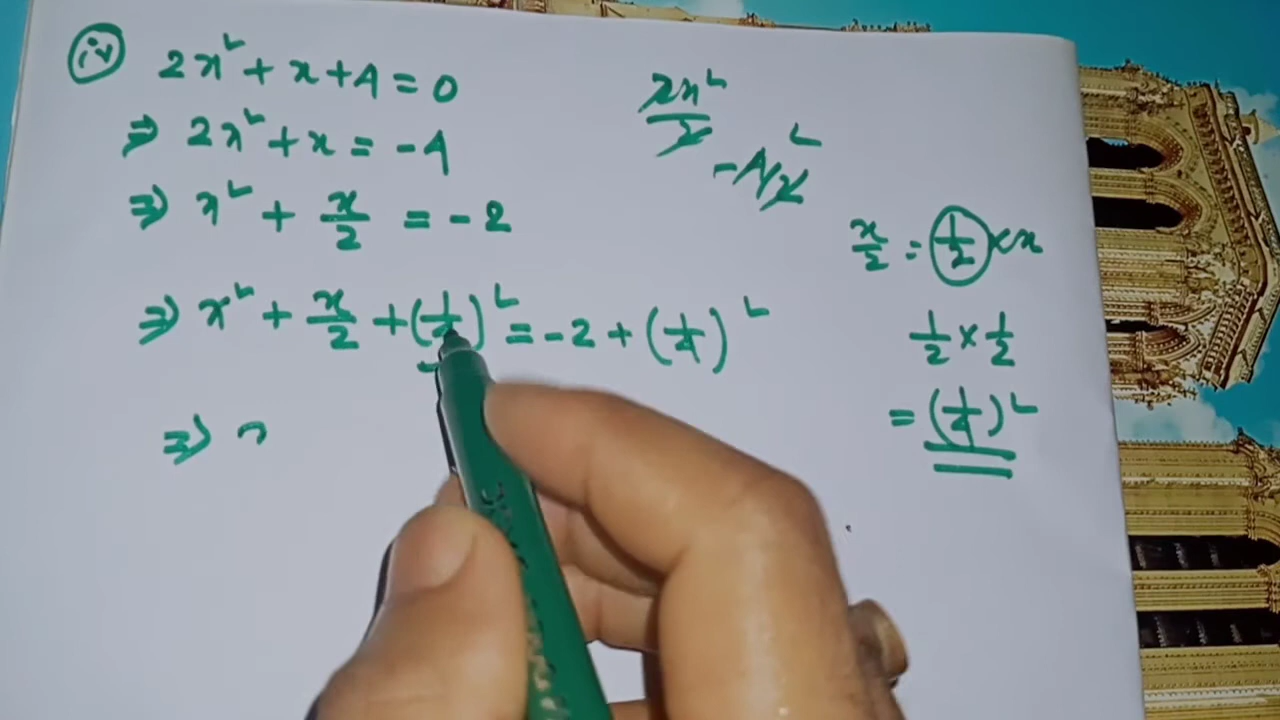 (iv) 2x² + x + 4 = 0
⇒ 2x² + x = -4
⇒ x² + x/2 = -2
⇒ x² + x/2 + (1/4)² = -2 + (1/4)²
⇒
2x²/2
-4/2 2
x/2 = 1/2 × x
1/2 × 1/2
= (1/4)²